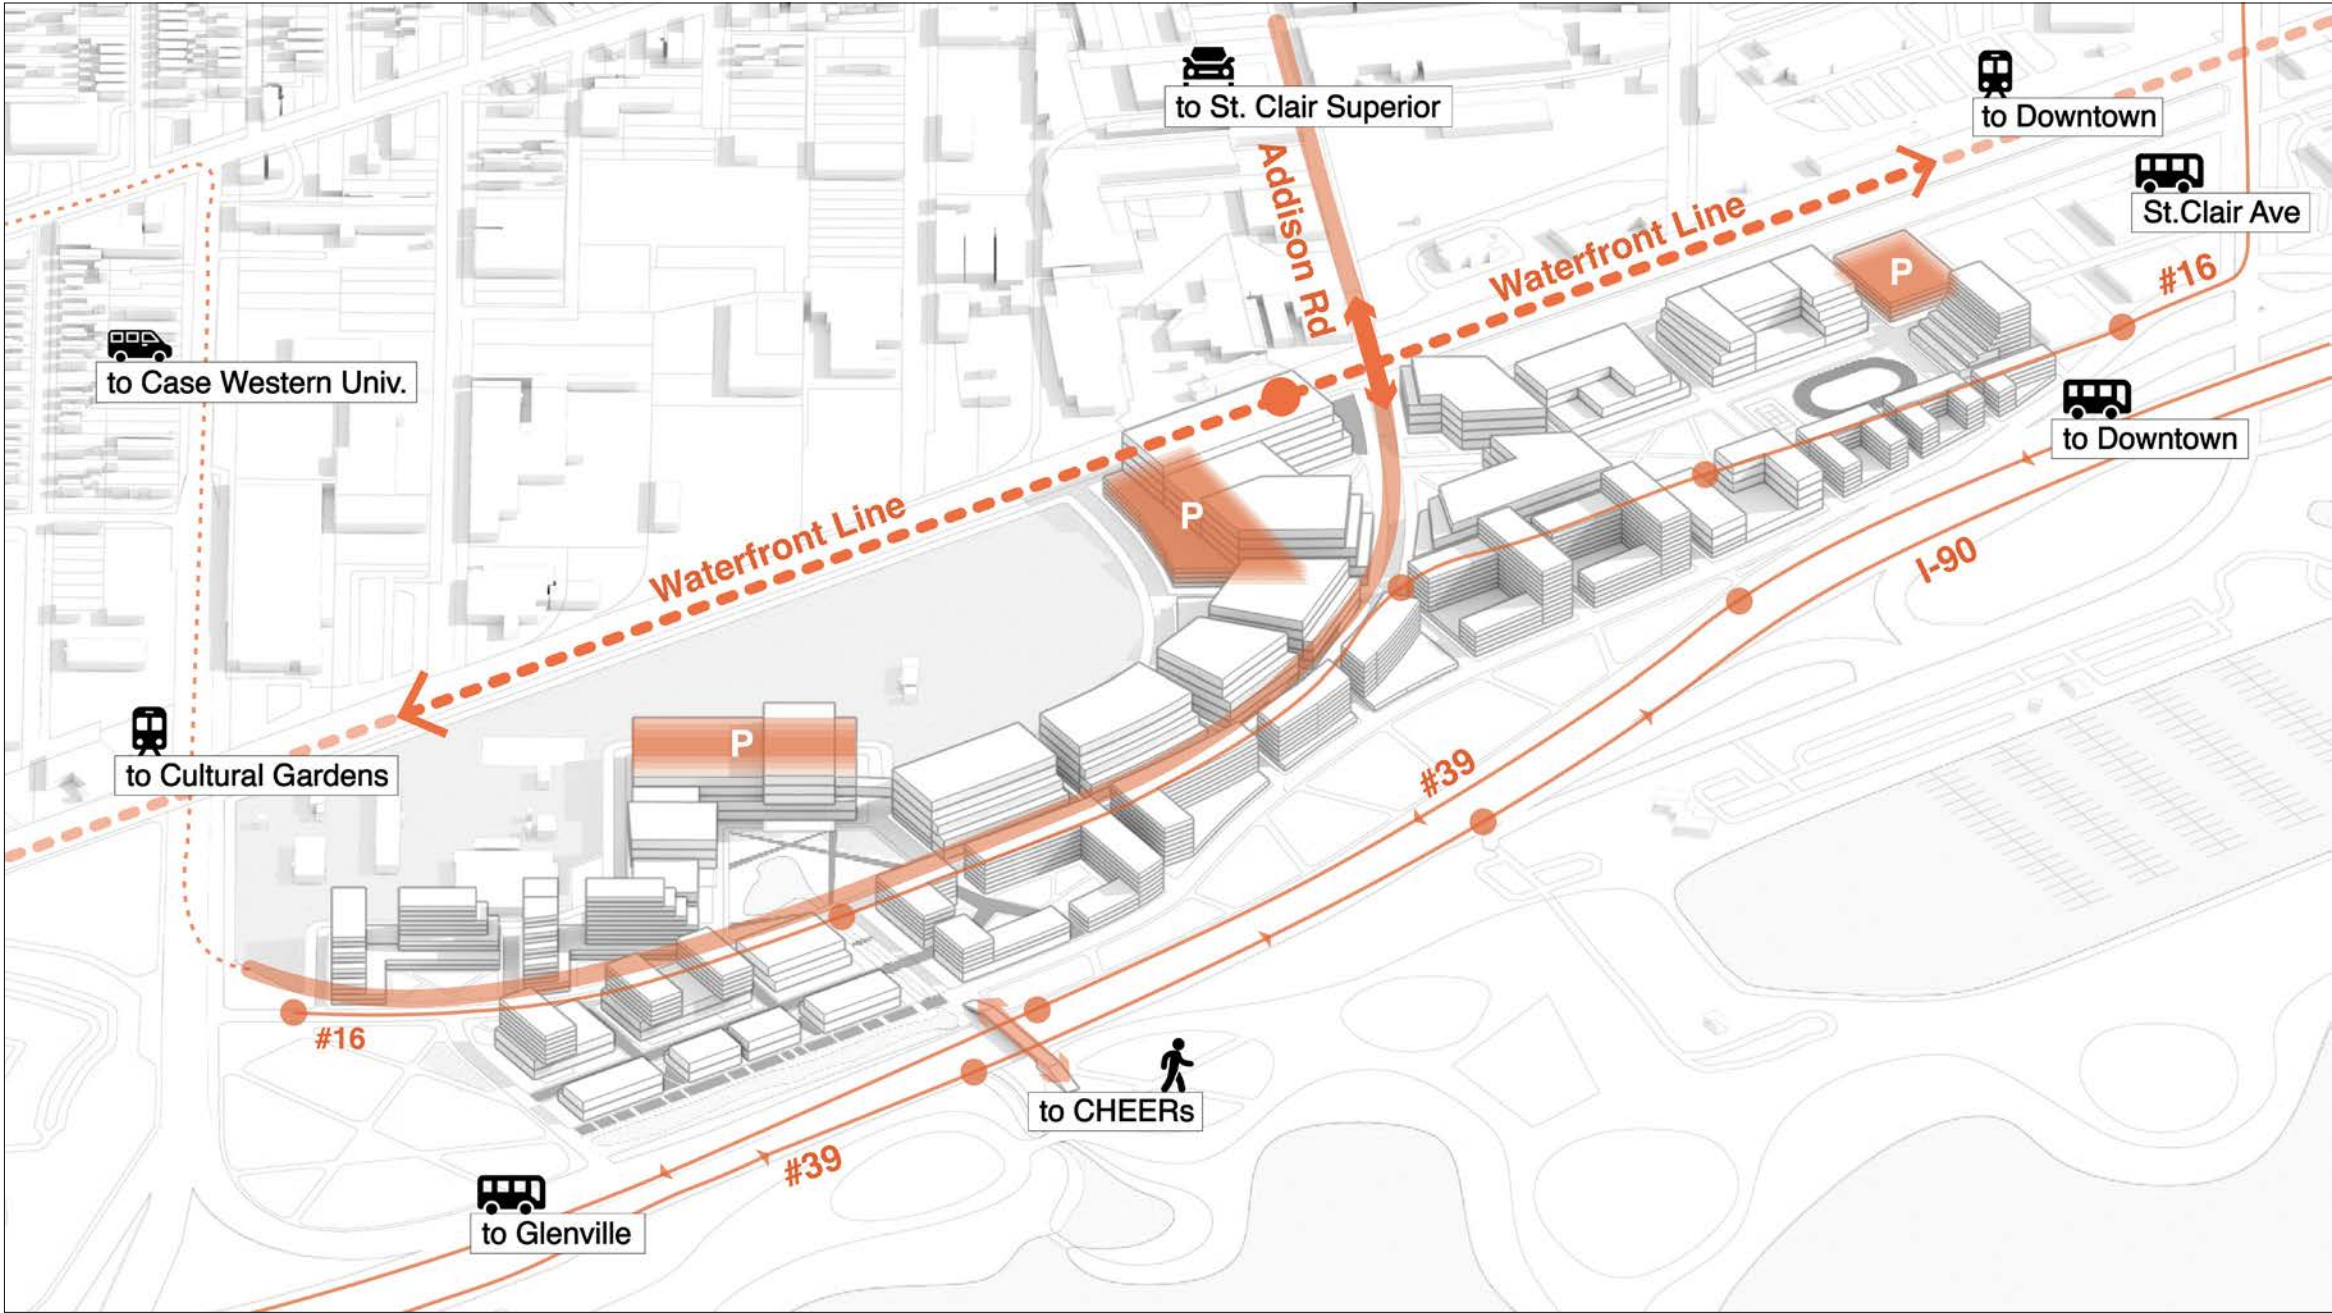 to St. Clair Superior
to Downtown
St.Clair Ave
Addison Rd
Waterfront Line
P
#16
to Case Western Univ.
to Downtown
P
Waterfront Line
I-90
P
to Cultural Gardens
#39
#16
to CHEERs
#39
to Glenville